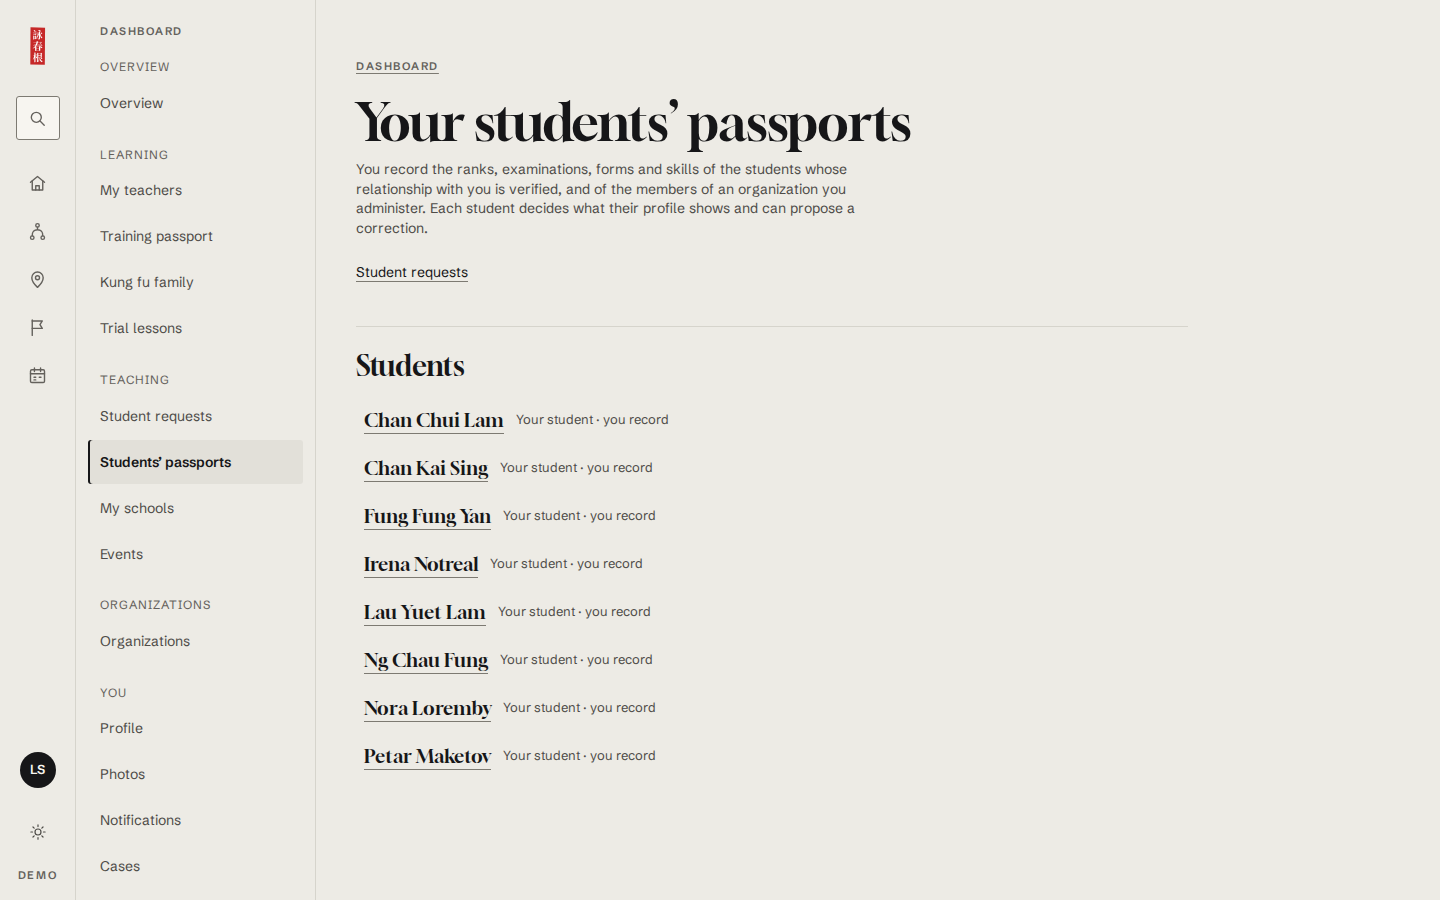 詠春根
DASHBOARD
OVERVIEW
Overview
LEARNING
My teachers
Training passport
Kung fu family
Trial lessons
TEACHING
Student requests
Students’ passports
My schools
Events
ORGANIZATIONS
Organizations
YOU
Profile
Photos
Notifications
Cases
LS
DEMO
DASHBOARD
Your students’ passports
You record the ranks, examinations, forms and skills of the students whose
relationship with you is verified, and of the members of an organization you
administer. Each student decides what their profile shows and can propose a
correction.
Student requests
Students
Chan Chui Lam Your student · you record
Chan Kai Sing Your student · you record
Fung Fung Yan Your student · you record
Irena Notreal Your student · you record
Lau Yuet Lam Your student · you record
Ng Chau Fung Your student · you record
Nora Loremby Your student · you record
Petar Maketov Your student · you record